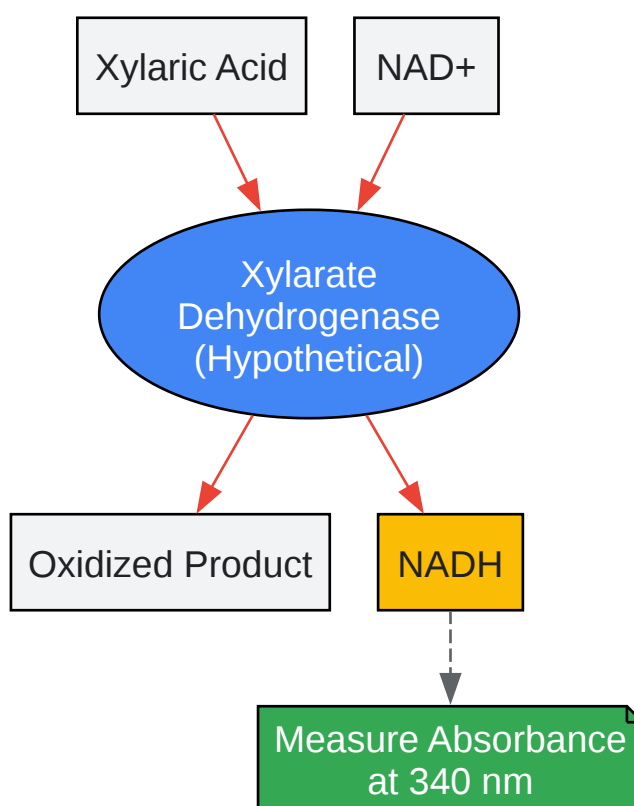 Xylaric Acid
NAD+
Xylarate
Dehydrogenase
(Hypothetical)
Oxidized Product
NADH
Measure Absorbance
at 340 nm